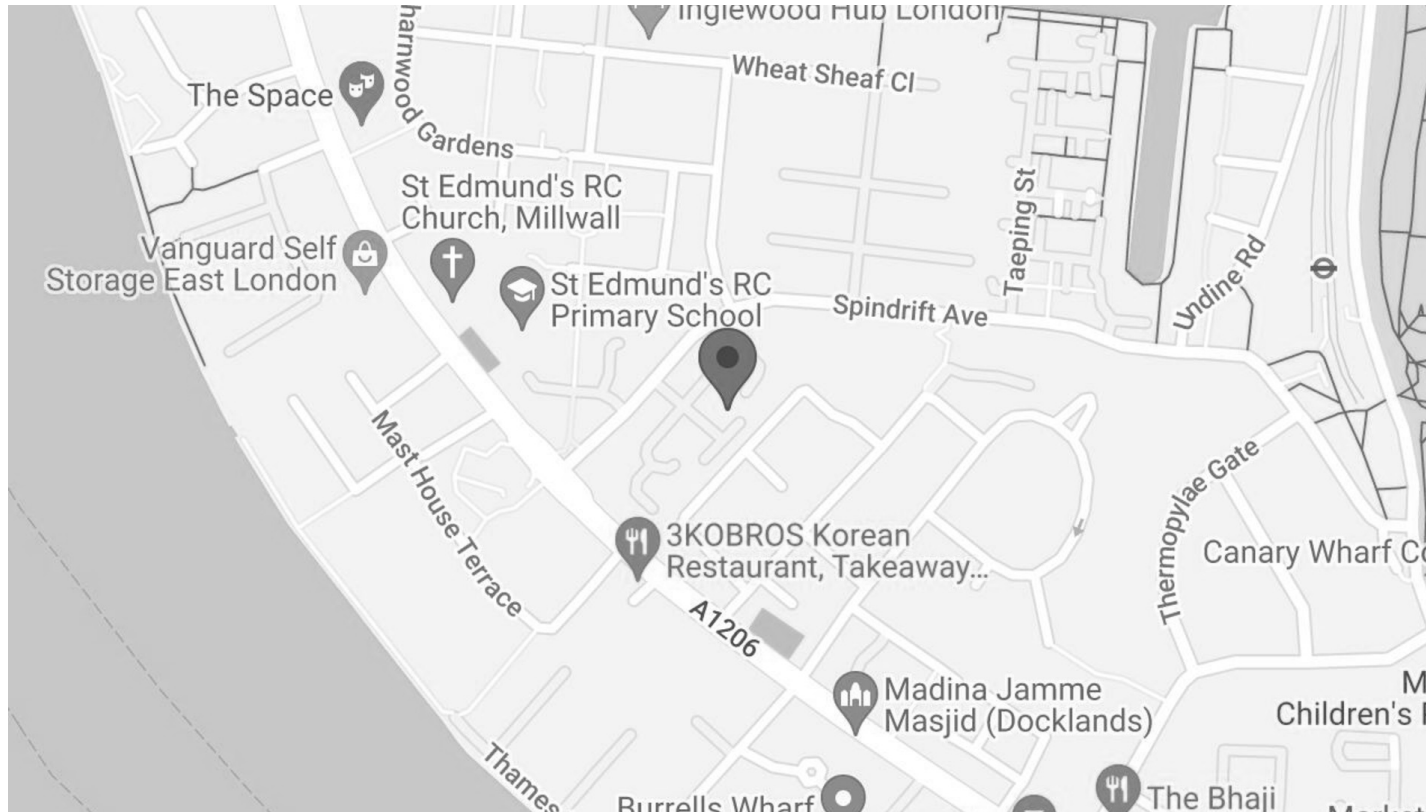 Inglewood Hub London
harnwood Gardens
Wheat Sheaf Cl
The Space
St Edmund's RC
Church, Millwall
Taeping St
Vanguard Self
Storage East London
Undine Rd
St Edmund's RC
Primary School
Spindrift Ave
Mast House Terrace
Thermopylae Gate
3KOBROS Korean
Restaurant, Takeaway...
Canary Wharf Co
A1206
Madina Jamme
Masjid (Docklands)
M
Children's
Thames
Burrells Wharf
The Bhaji